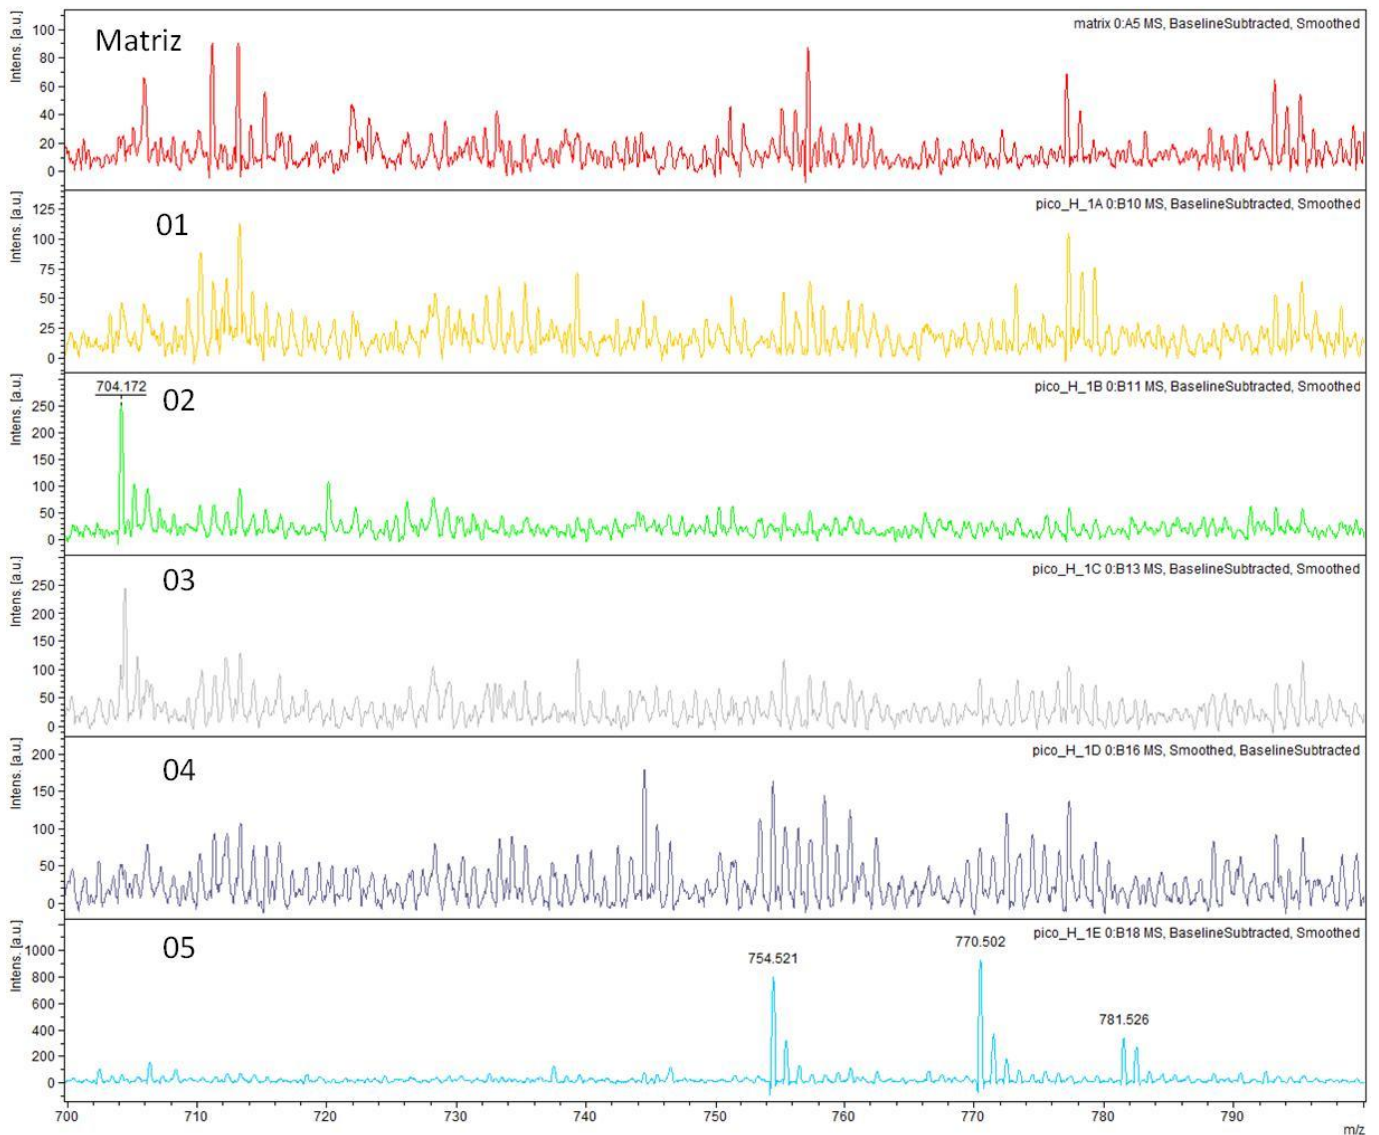 Intens. [a.u.]
100
80
60
40
20
0
Matriz
matrix 0:A5 MS, BaselineSubtracted, Smoothed
Intens. [a.u.]
125
100
75
50
25
0
01
pico_H_1A 0:B10 MS, BaselineSubtracted, Smoothed
Intens. [a.u.]
250
200
150
100
50
0
704.172
02
pico_H_1B 0:B11 MS, BaselineSubtracted, Smoothed
Intens. [a.u.]
250
200
150
100
50
0
03
pico_H_1C 0:B13 MS, BaselineSubtracted, Smoothed
Intens. [a.u.]
200
150
100
50
0
04
pico_H_1D 0:B16 MS, Smoothed, BaselineSubtracted
Intens. [a.u.]
1000
800
600
400
200
0
05
pico_H_1E 0:B18 MS, BaselineSubtracted, Smoothed
754.521
770.502
781.526
700 710 720 730 740 750 760 770 780 790
m/z